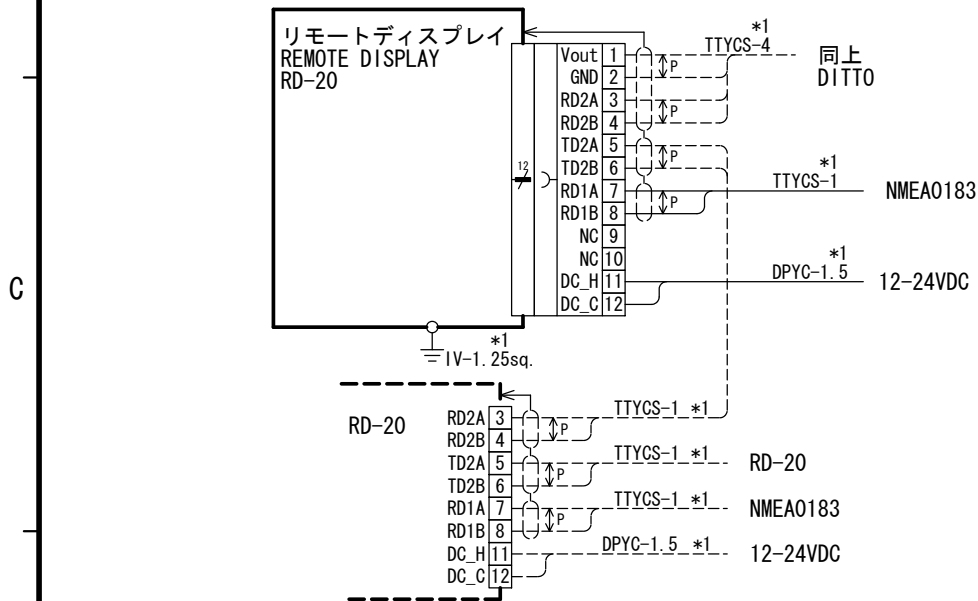 リモートディスプレイ
REMOTE DISPLAY
RD-20
12
Vout 1
GND 2
RD2A 3
RD2B 4
TD2A 5
TD2B 6
RD1A 7
RD1B 8
NC 9
NC 10
DC_H 11
DC_C 12
P
P
P
P
*1
TTYCS-4
同上
DITTO
*1
TTYCS-1
NMEA0183
*1
DPYC-1.5
12-24VDC
C
*1
IV-1.25sq.
RD-20
RD2A 3
RD2B 4
TD2A 5
TD2B 6
RD1A 7
RD1B 8
DC_H 11
DC_C 12
P
P
P
TTYCS-1 *1
TTYCS-1 *1
RD-20
TTYCS-1 *1
NMEA0183
DPYC-1.5 *1
12-24VDC